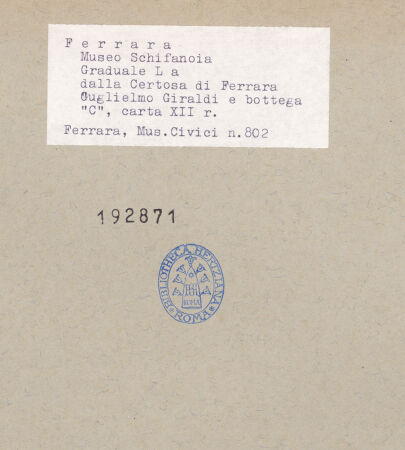 F e r r a r a
Museo Schifanoia
Graduale L a
dalla Certosa di Ferrara
Guglielmo Giraldi e bottega
"C", carta XII r.
Ferrara, Mus.Civici n.802
192871
BIBLIOTHECA HERTZIANA
ROMA